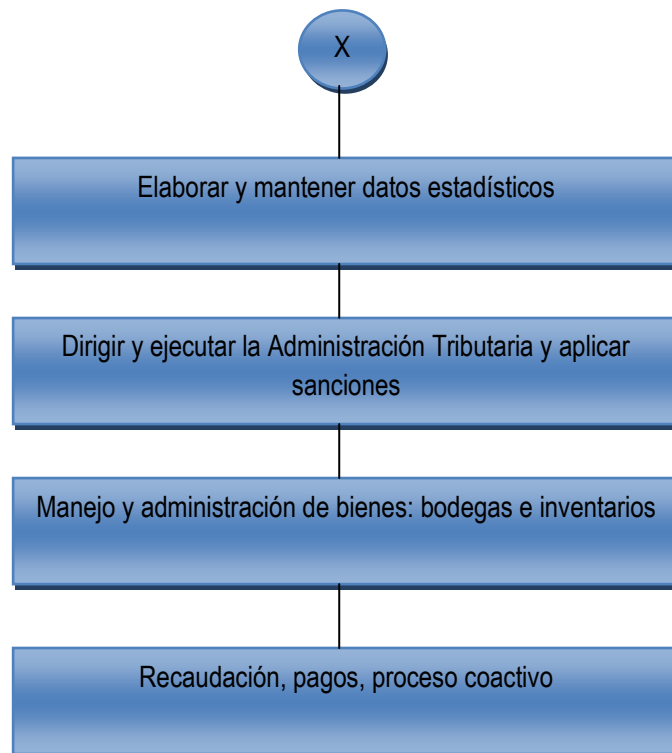 X
Elaborar y mantener datos estadísticos
Dirigir y ejecutar la Administración Tributaria y aplicar
sanciones
Manejo y administración de bienes: bodegas e inventarios
Recaudación, pagos, proceso coactivo